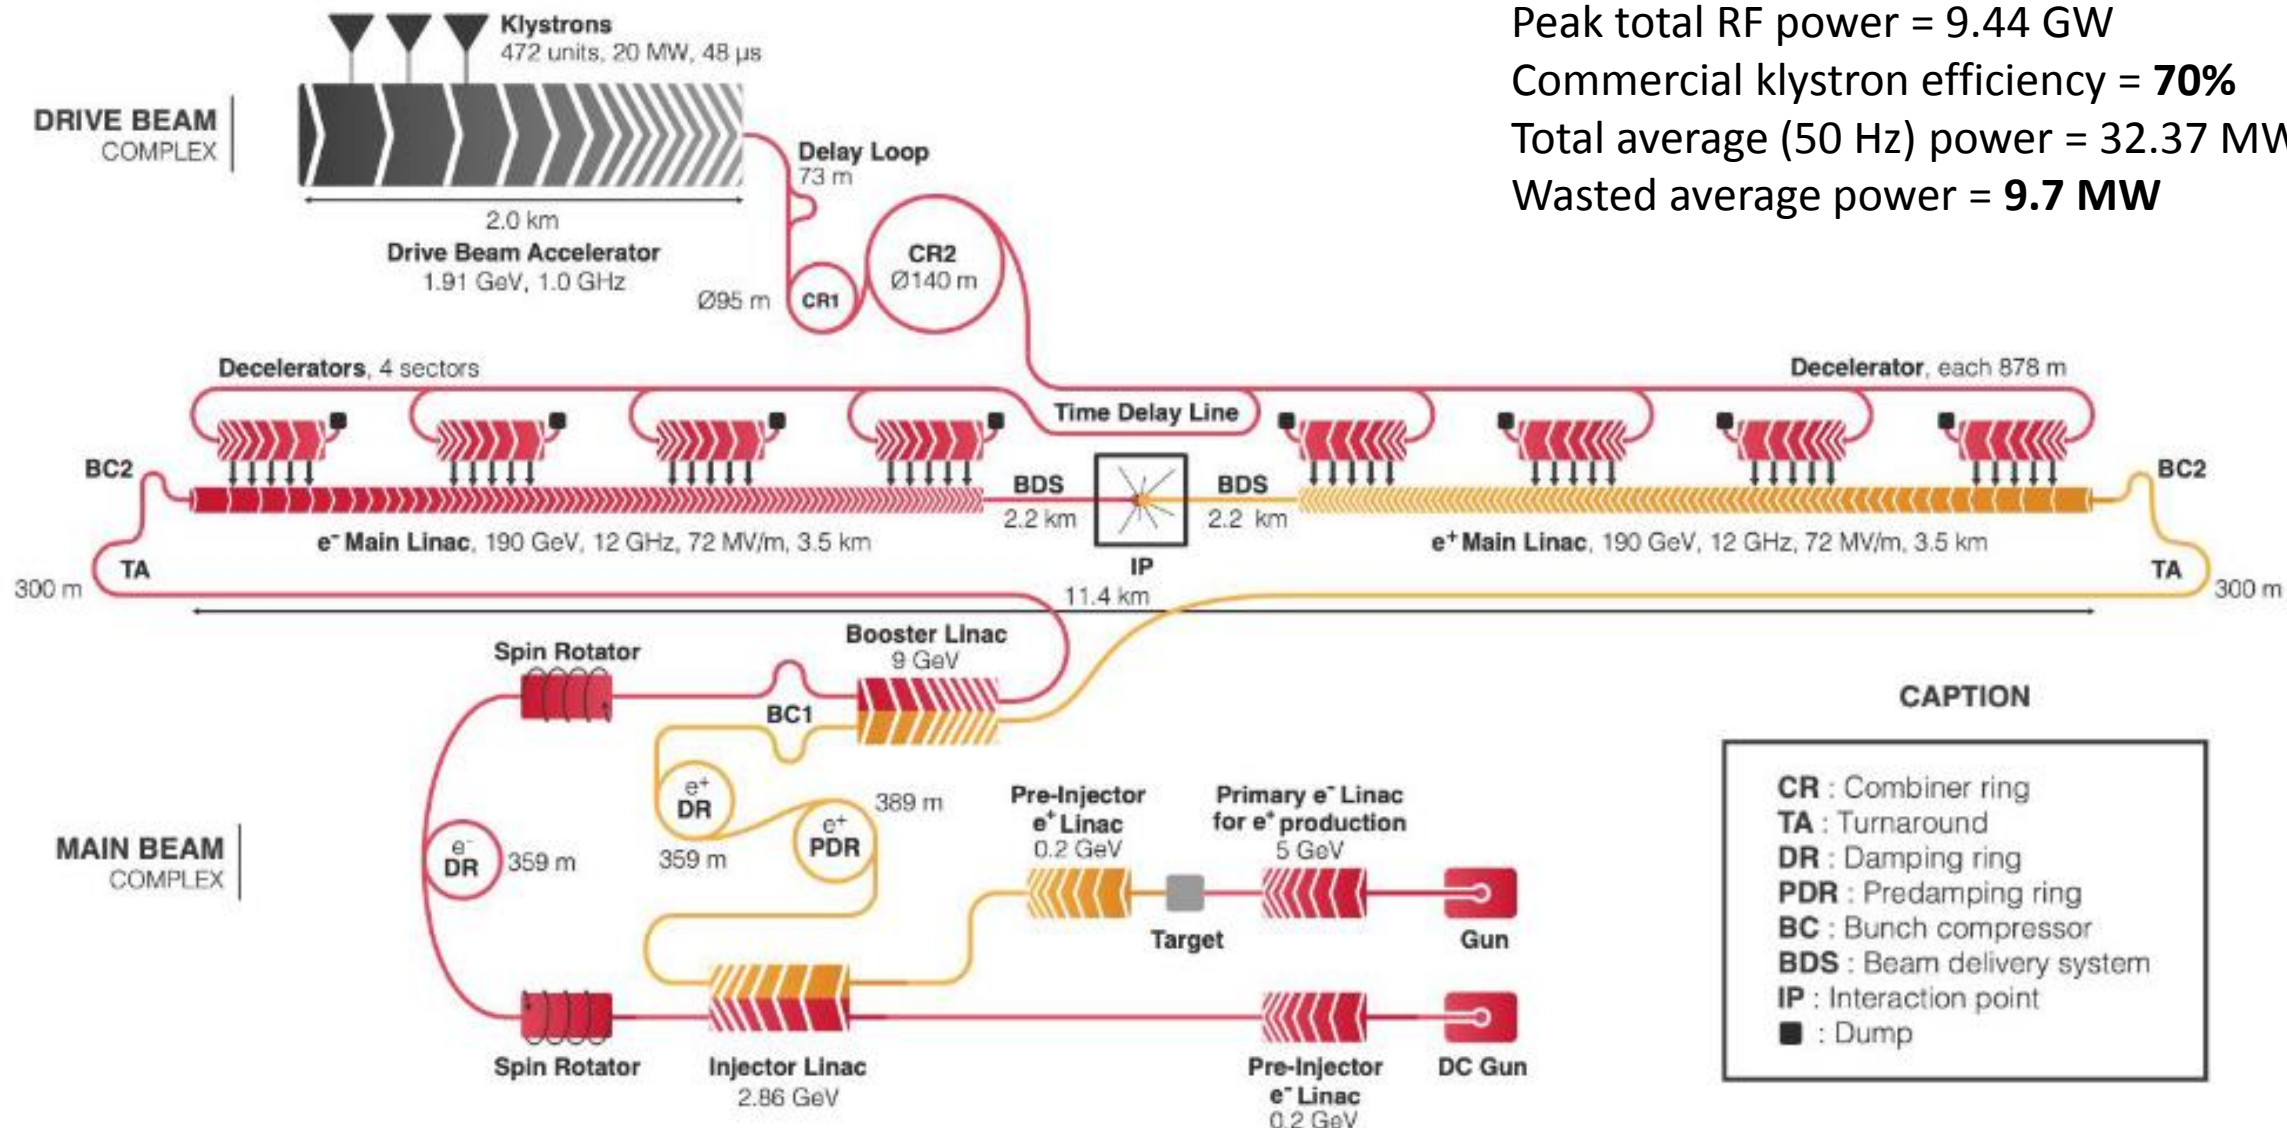 Peak total RF power = 9.44 GW
Commercial klystron efficiency = 70%
Total average (50 Hz) power = 32.37 MW
Wasted average power = 9.7 MW
Klystrons
472 units, 20 MW, 48 µs
DRIVE BEAM
COMPLEX
2.0 km
Drive Beam Accelerator
1.91 GeV, 1.0 GHz
Delay Loop
73 m
CR2
Ø140 m
Ø95 m
CR1
Decelerators, 4 sectors
Decelerator, each 878 m
Time Delay Line
BC2
BDS
2.2 km
BDS
2.2 km
BC2
e- Main Linac, 190 GeV, 12 GHz, 72 MV/m, 3.5 km
IP
e+ Main Linac, 190 GeV, 12 GHz, 72 MV/m, 3.5 km
TA
300 m
TA
300 m
11.4 km
Spin Rotator
Booster Linac
9 GeV
BC1
MAIN BEAM
COMPLEX
e-
DR
359 m
e+
DR
359 m
e+
PDR
389 m
Pre-Injector
e+ Linac
0.2 GeV
Primary e- Linac
for e+ production
5 GeV
Target
Gun
Spin Rotator
Injector Linac
2.86 GeV
Pre-Injector
e- Linac
0.2 GeV
DC Gun
CAPTION
CR : Combiner ring
TA : Turnaround
DR : Damping ring
PDR : Predamping ring
BC : Bunch compressor
BDS : Beam delivery system
IP : Interaction point
: Dump